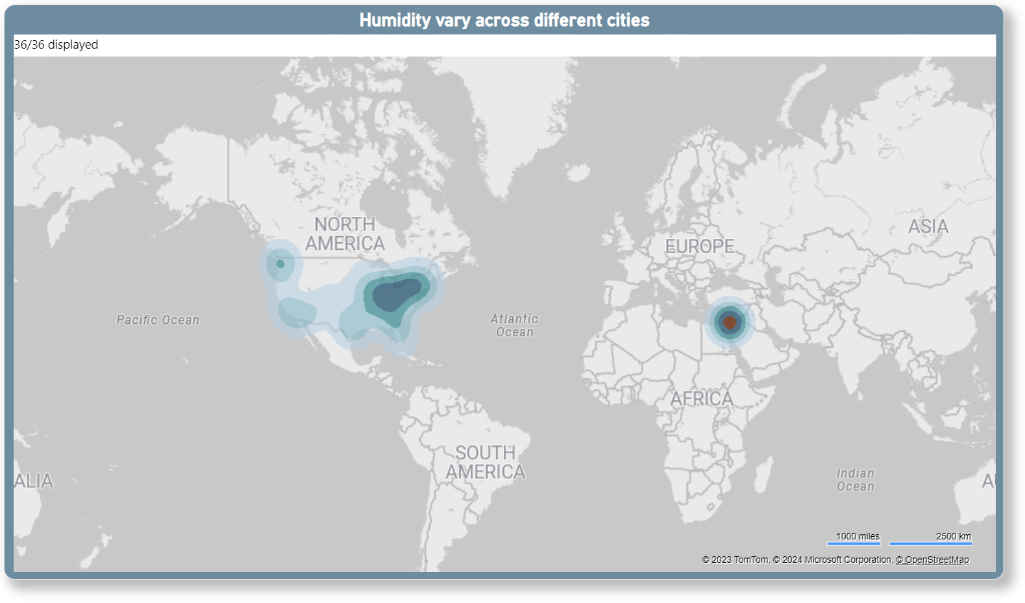 Humidity vary across different cities
36/36 displayed
NORTH
AMERICA
ASIA
EUROPE
Pacific Ocean
Atlantic
Ocean
AFRICA
SOUTH
AMERICA
Indian
Ocean
ALIA
AU
1000 miles
2500 km
© 2023 TomTom, © 2024 Microsoft Corporation, © OpenStreetMap